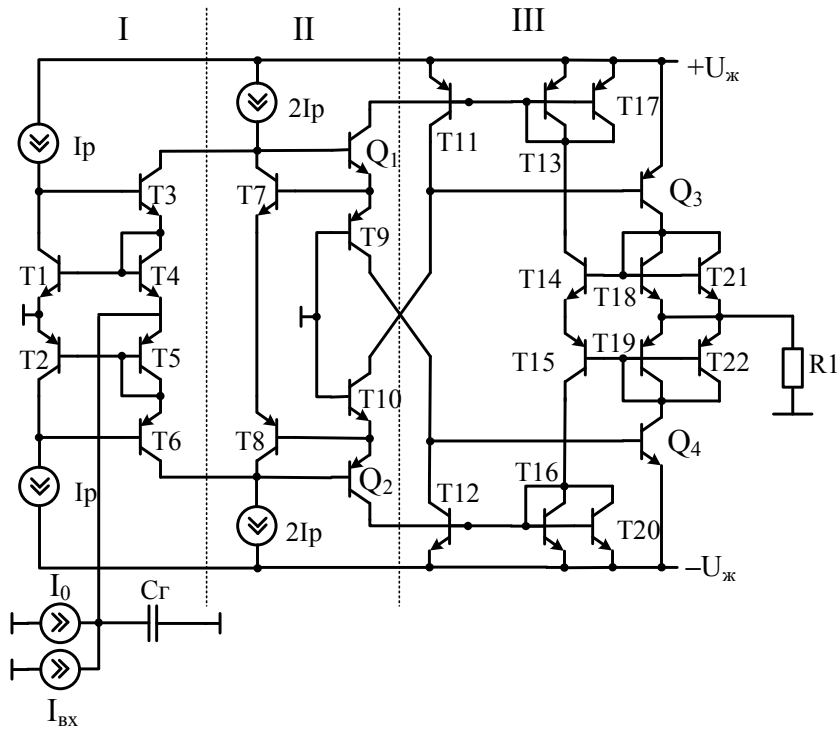 I II III
+Uж
2Ip
Ip
Q1
T11
T17
T13
T3
T7
Q3
T9
T1
T4
T14
T18
T21
T2
T5
T15
T19
T22
R1
T10
T6
T8
Q4
Q2
T12
T16
Ip
2Ip
T20
–Uж
I0
Cг
Iвх